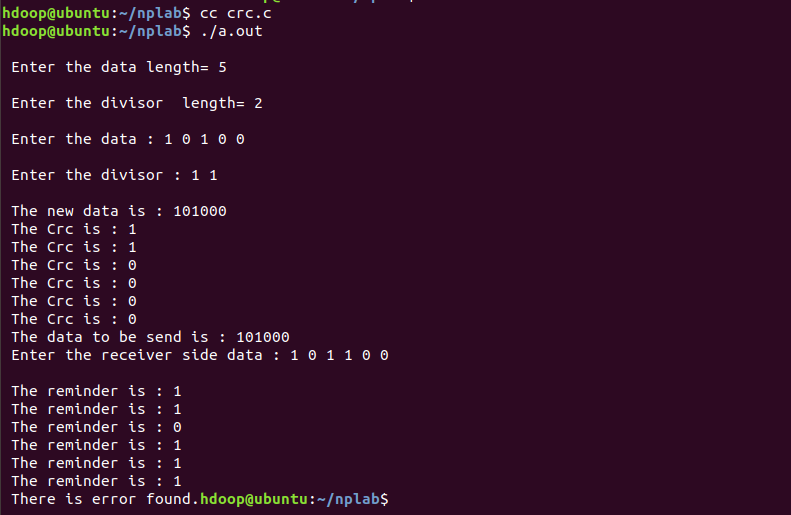 hdoop@ubuntu:~/nplab$ cc crc.c
hdoop@ubuntu:~/nplab$ ./a.out
Enter the data length= 5
Enter the divisor  length= 2
Enter the data : 1 0 1 0 0
Enter the divisor : 1 1
The new data is : 101000
The Crc is : 1
The Crc is : 1
The Crc is : 0
The Crc is : 0
The Crc is : 0
The Crc is : 0
The data to be send is : 101000
Enter the receiver side data : 1 0 1 1 0 0
The reminder is : 1
The reminder is : 1
The reminder is : 0
The reminder is : 1
The reminder is : 1
The reminder is : 1
There is error found.hdoop@ubuntu:~/nplab$